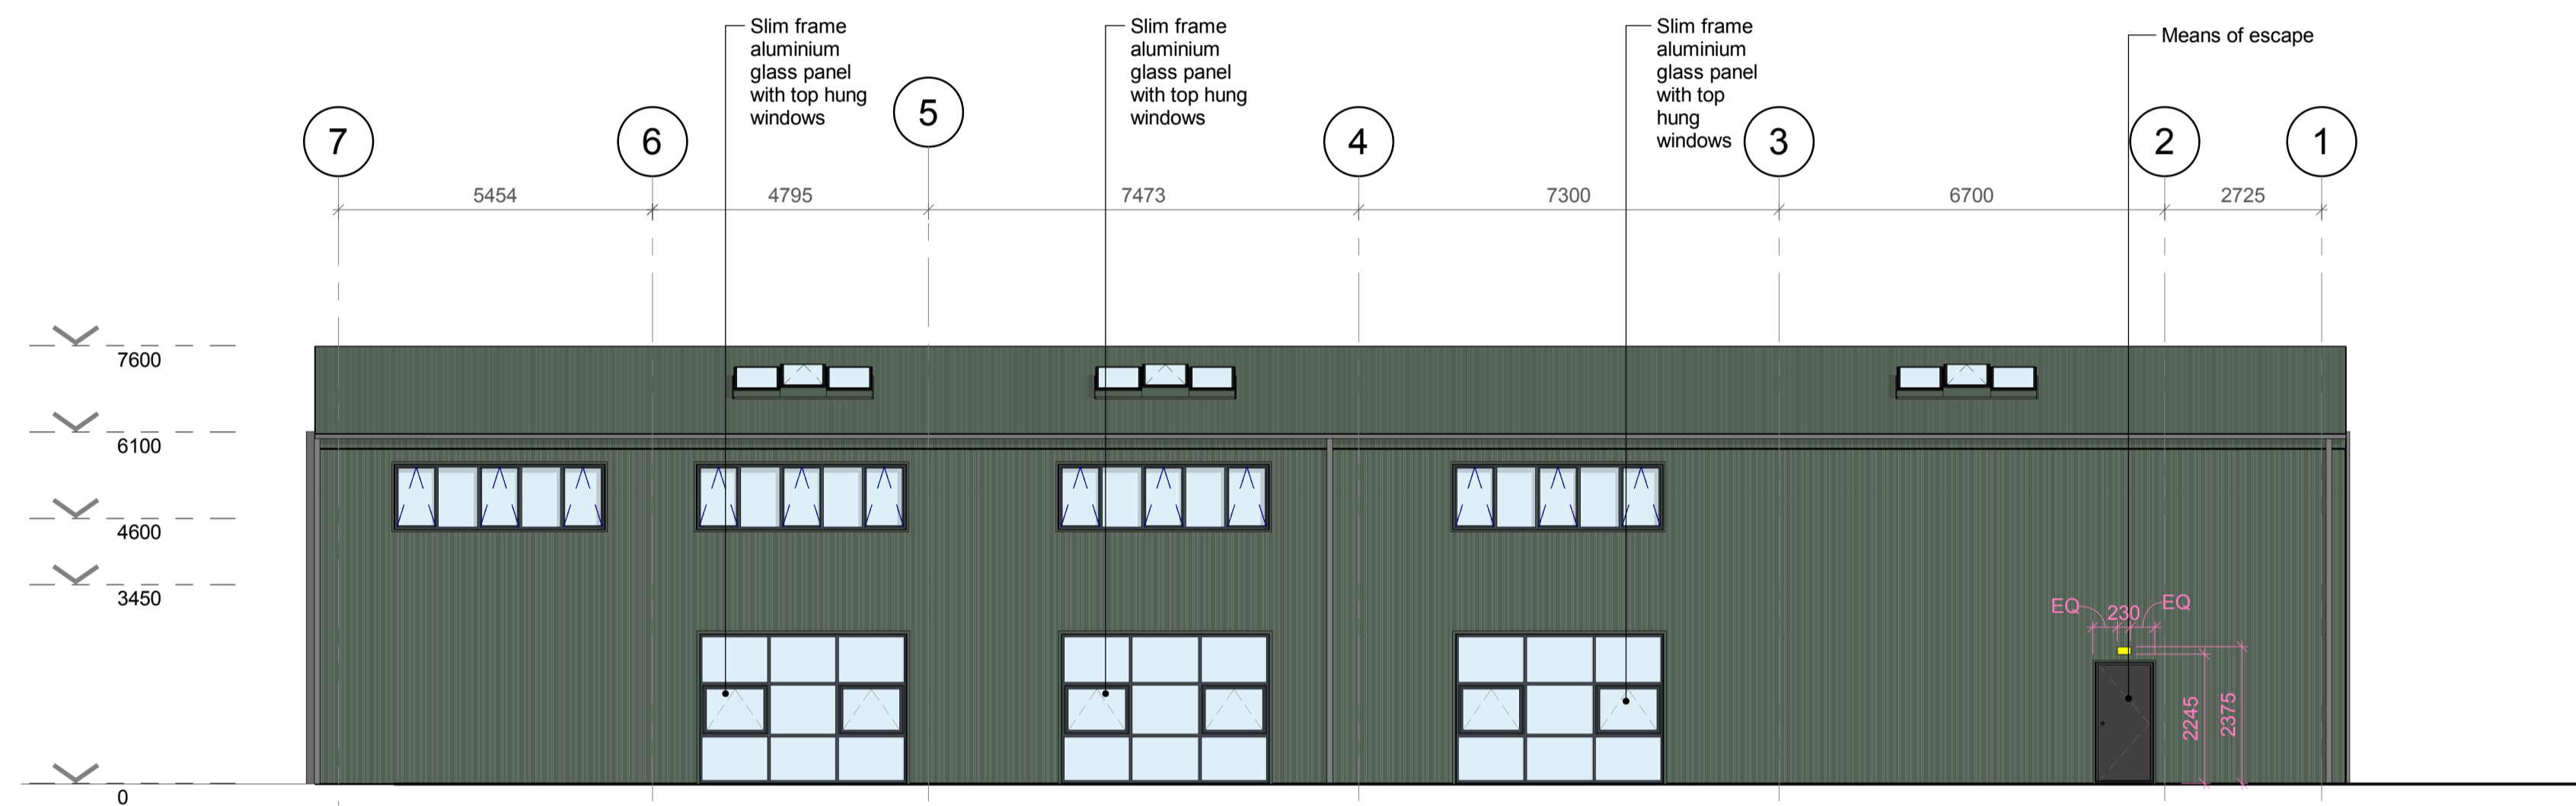 Slim frame
aluminium
glass panel
with top hung
windows
Slim frame
aluminium
glass panel
with top hung
windows
Slim frame
aluminium
glass panel
with top
hung
windows
Means of escape
7
6
5
4
3
2
1
5454
4795
7473
7300
6700
2725
7600
6100
4600
3450
0
EQ
230
EQ
2245
2375